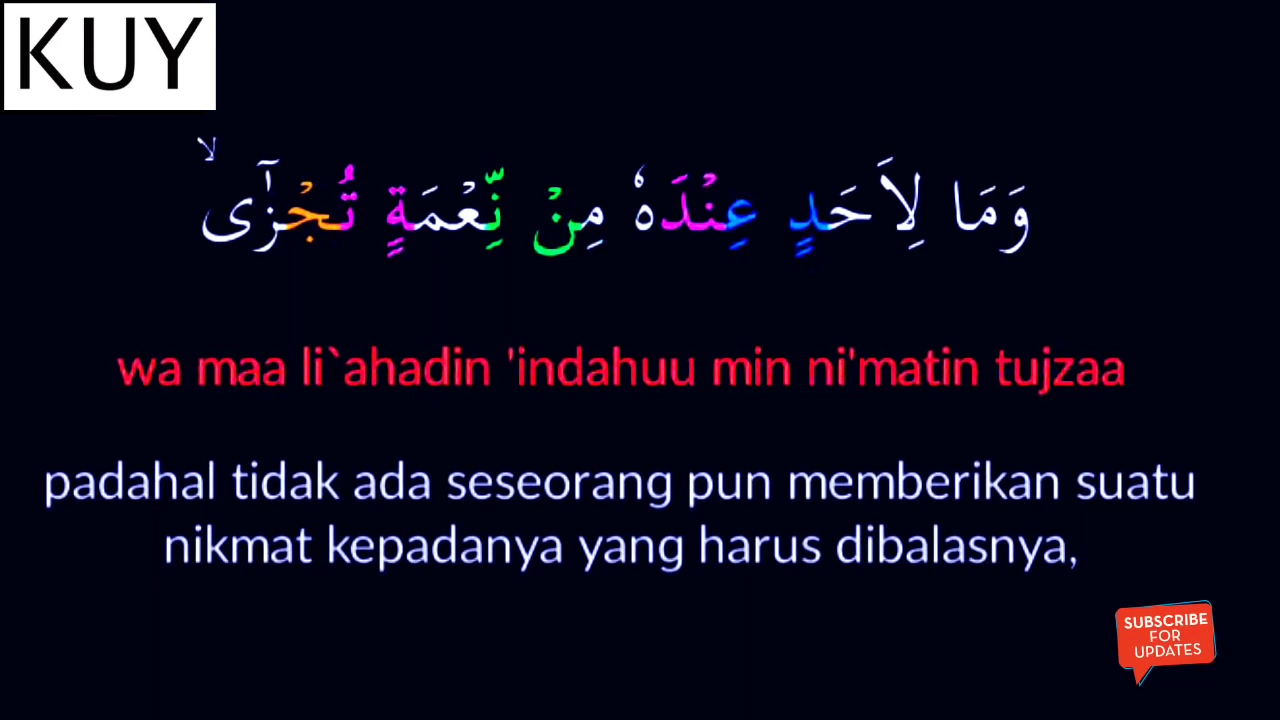 KUY
وَمَا لِاَحَدٍ عِنْدَهٗ مِنْ نِّعْمَةٍ تُجْزٰٓىۙ
wa maa li`ahadin 'indahuu min ni'matin tujzaa
padahal tidak ada seseorang pun memberikan suatu
nikmat kepadanya yang harus dibalasnya,
SUBSCRIBE
FOR
UPDATES